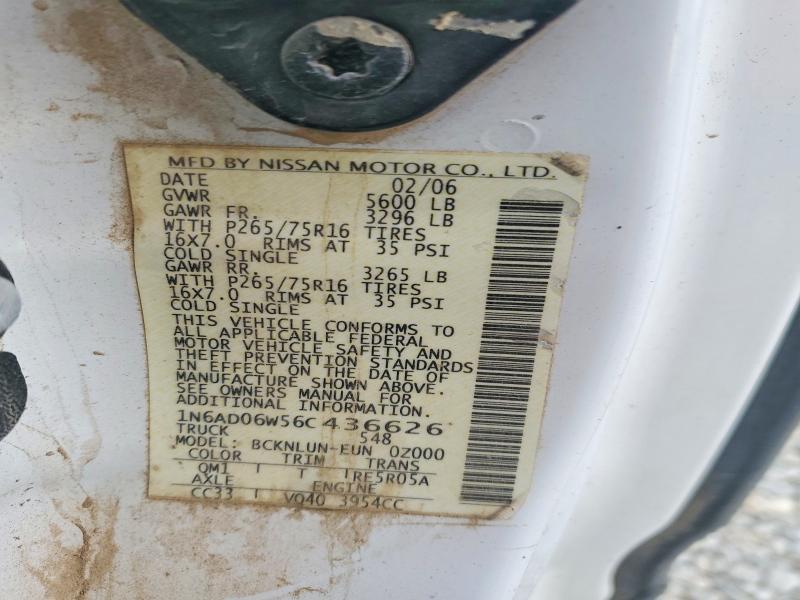 MFD BY NISSAN MOTOR CO., LTD.
DATE 02/06
GVWR 5600 LB
GAWR FR. 3296 LB
WITH P265/75R16 TIRES
16X7.0 RIMS AT 35 PSI
COLD SINGLE
GAWR RR. 3265 LB
WITH P265/75R16 TIRES
16X7.0 RIMS AT 35 PSI
COLD SINGLE
THIS VEHICLE CONFORMS TO
ALL APPLICABLE FEDERAL
MOTOR VEHICLE SAFETY AND
THEFT PREVENTION STANDARDS
IN EFFECT ON THE DATE OF
MANUFACTURE SHOWN ABOVE.
SEE OWNERS MANUAL FOR
ADDITIONAL INFORMATION.
1N6AD06W56C436626
TRUCK 548
MODEL: BCKNLUN-EUN 0Z000
COLOR TRIM TRANS
QM1 T RE5R05A
AXLE ENGINE
CC33 VQ40 3954CC